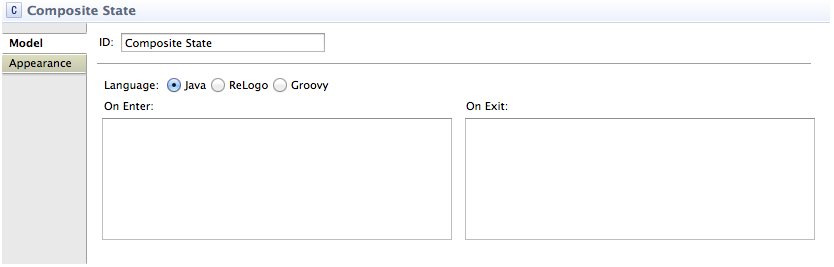 C Composite State
Model
Appearance
ID: Composite State
Language: Java ReLogo Groovy
On Enter: On Exit: